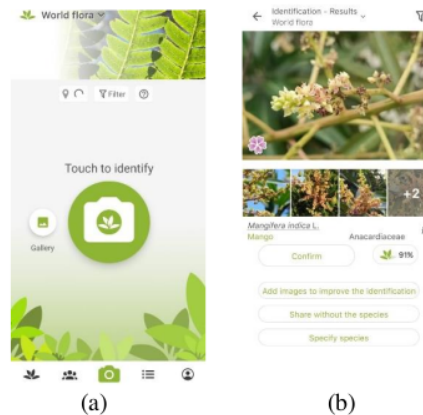 World flora
Filter
Touch to identify
Gallery
(a)
Identification - Results
World flora
+2
Mangifera indica L.
Mango
Anacardiaceae
Confirm
91%
Add images to improve the identification
Share without the species
Specify species
(b)